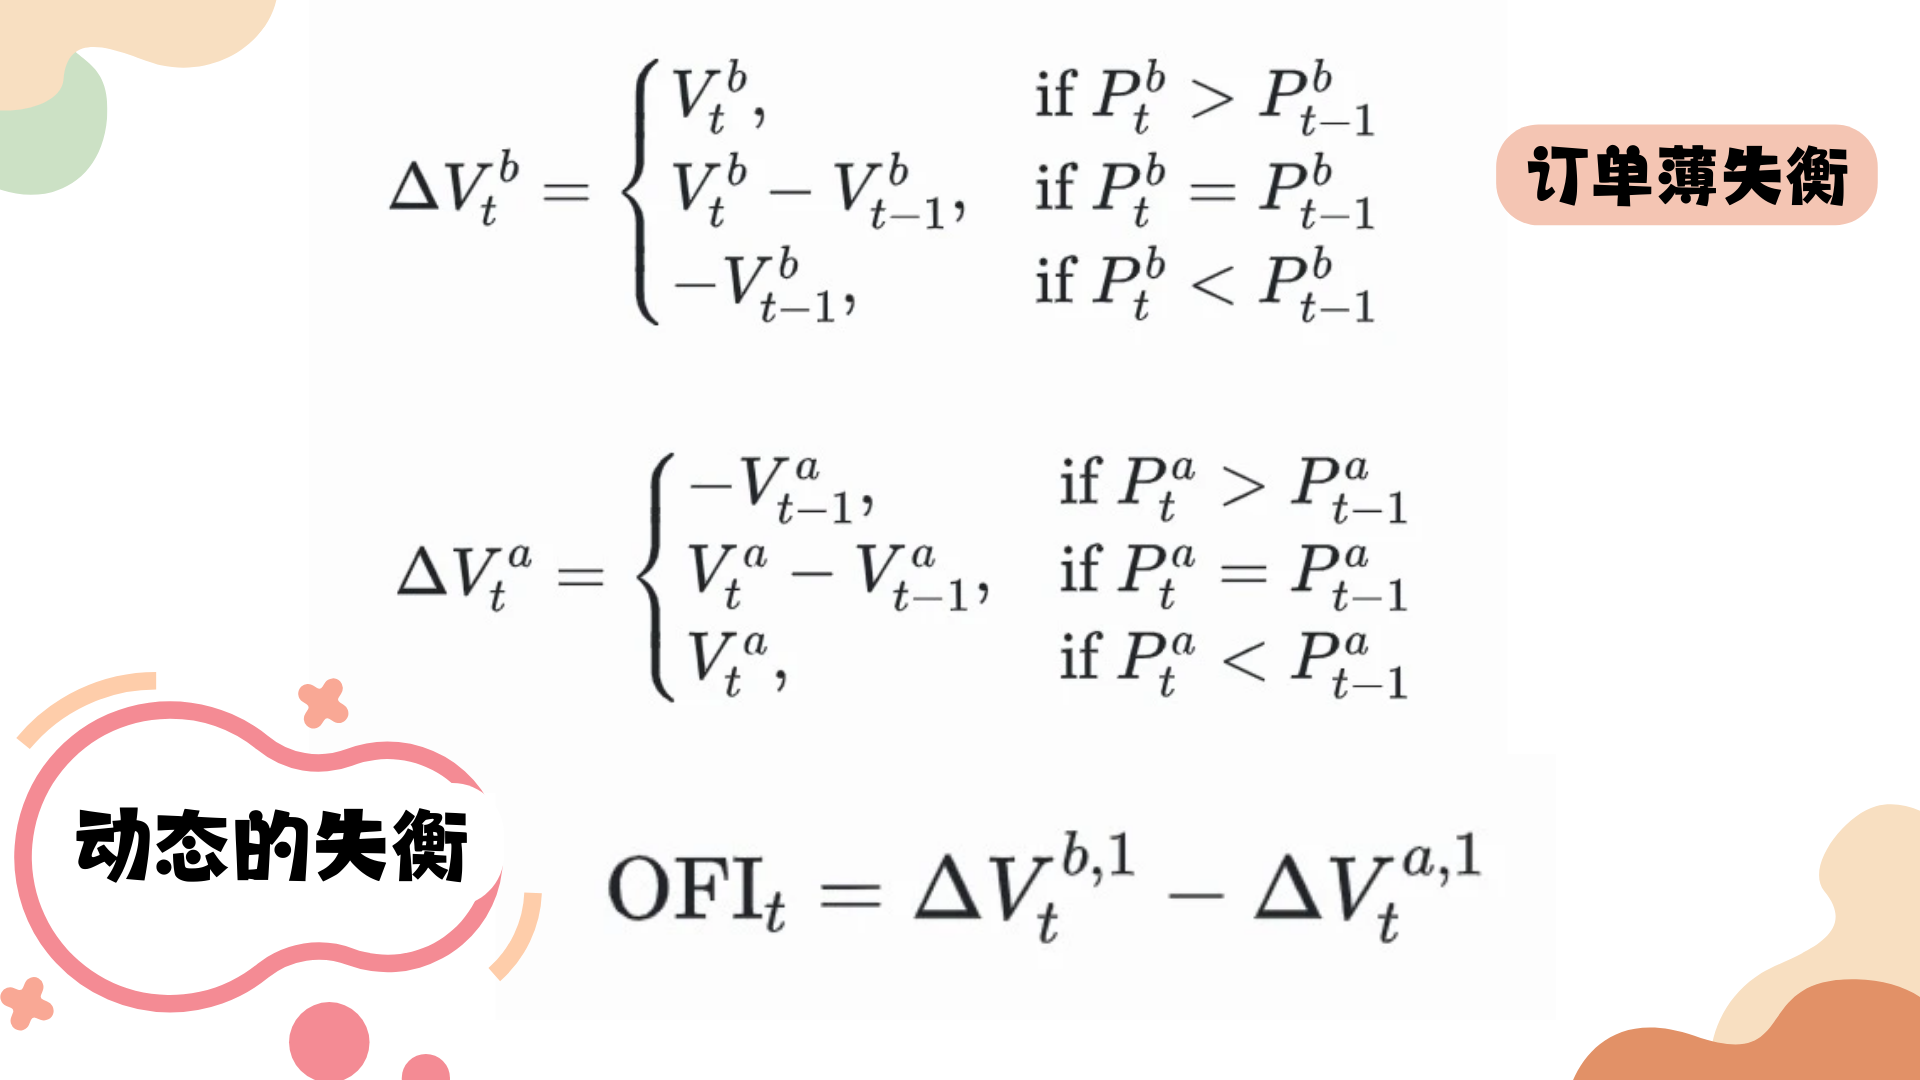 ΔV_t^b = { V_t^b, if P_t^b > P_{t−1}^b
V_t^b − V_{t−1}^b, if P_t^b = P_{t−1}^b
−V_{t−1}^b, if P_t^b < P_{t−1}^b
订单薄失衡
ΔV_t^a = { −V_{t−1}^a, if P_t^a > P_{t−1}^a
V_t^a − V_{t−1}^a, if P_t^a = P_{t−1}^a
V_t^a, if P_t^a < P_{t−1}^a
动态的失衡
OFI_t = ΔV_t^{b,1} − ΔV_t^{a,1}